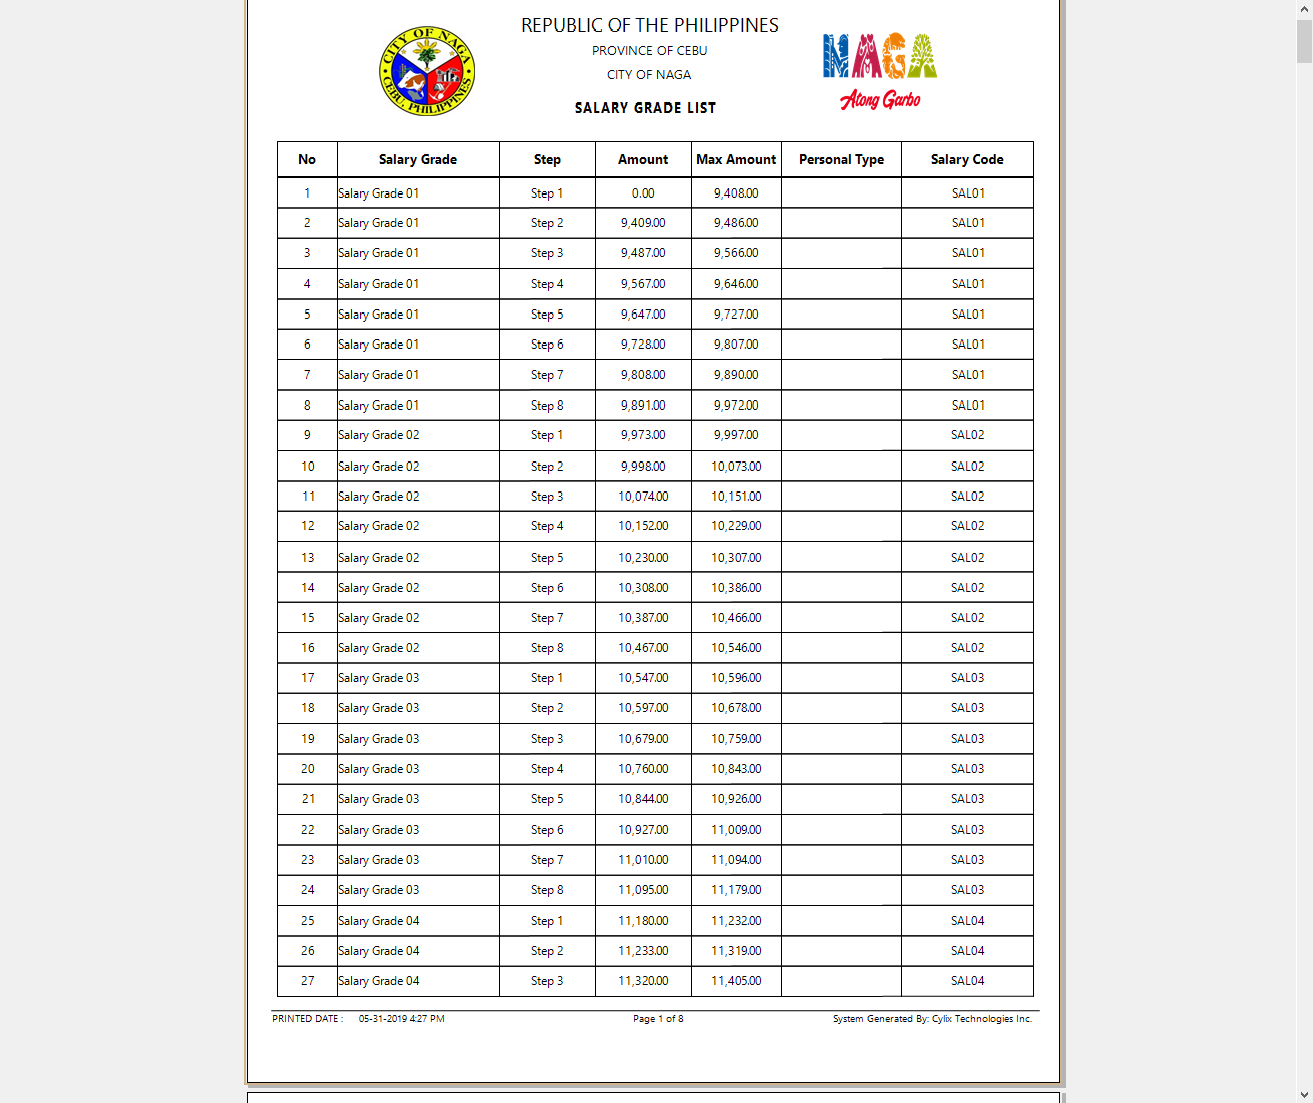 REPUBLIC OF THE PHILIPPINES
PROVINCE OF CEBU
CITY OF NAGA
SALARY GRADE LIST
CITY OF NAGA
CEBU, PHILIPPINES
NAGA
Atong Garbo
No Salary Grade Step Amount Max Amount Personal Type Salary Code
1 Salary Grade 01 Step 1 0.00 9,408.00 SAL01
2 Salary Grade 01 Step 2 9,409.00 9,486.00 SAL01
3 Salary Grade 01 Step 3 9,487.00 9,566.00 SAL01
4 Salary Grade 01 Step 4 9,567.00 9,646.00 SAL01
5 Salary Grade 01 Step 5 9,647.00 9,727.00 SAL01
6 Salary Grade 01 Step 6 9,728.00 9,807.00 SAL01
7 Salary Grade 01 Step 7 9,808.00 9,890.00 SAL01
8 Salary Grade 01 Step 8 9,891.00 9,972.00 SAL01
9 Salary Grade 02 Step 1 9,973.00 9,997.00 SAL02
10 Salary Grade 02 Step 2 9,998.00 10,073.00 SAL02
11 Salary Grade 02 Step 3 10,074.00 10,151.00 SAL02
12 Salary Grade 02 Step 4 10,152.00 10,229.00 SAL02
13 Salary Grade 02 Step 5 10,230.00 10,307.00 SAL02
14 Salary Grade 02 Step 6 10,308.00 10,386.00 SAL02
15 Salary Grade 02 Step 7 10,387.00 10,466.00 SAL02
16 Salary Grade 02 Step 8 10,467.00 10,546.00 SAL02
17 Salary Grade 03 Step 1 10,547.00 10,596.00 SAL03
18 Salary Grade 03 Step 2 10,597.00 10,678.00 SAL03
19 Salary Grade 03 Step 3 10,679.00 10,759.00 SAL03
20 Salary Grade 03 Step 4 10,760.00 10,843.00 SAL03
21 Salary Grade 03 Step 5 10,844.00 10,926.00 SAL03
22 Salary Grade 03 Step 6 10,927.00 11,009.00 SAL03
23 Salary Grade 03 Step 7 11,010.00 11,094.00 SAL03
24 Salary Grade 03 Step 8 11,095.00 11,179.00 SAL03
25 Salary Grade 04 Step 1 11,180.00 11,232.00 SAL04
26 Salary Grade 04 Step 2 11,233.00 11,319.00 SAL04
27 Salary Grade 04 Step 3 11,320.00 11,405.00 SAL04
PRINTED DATE : 05-31-2019 4:27 PM Page 1 of 8 System Generated By: Cylix Technologies Inc.